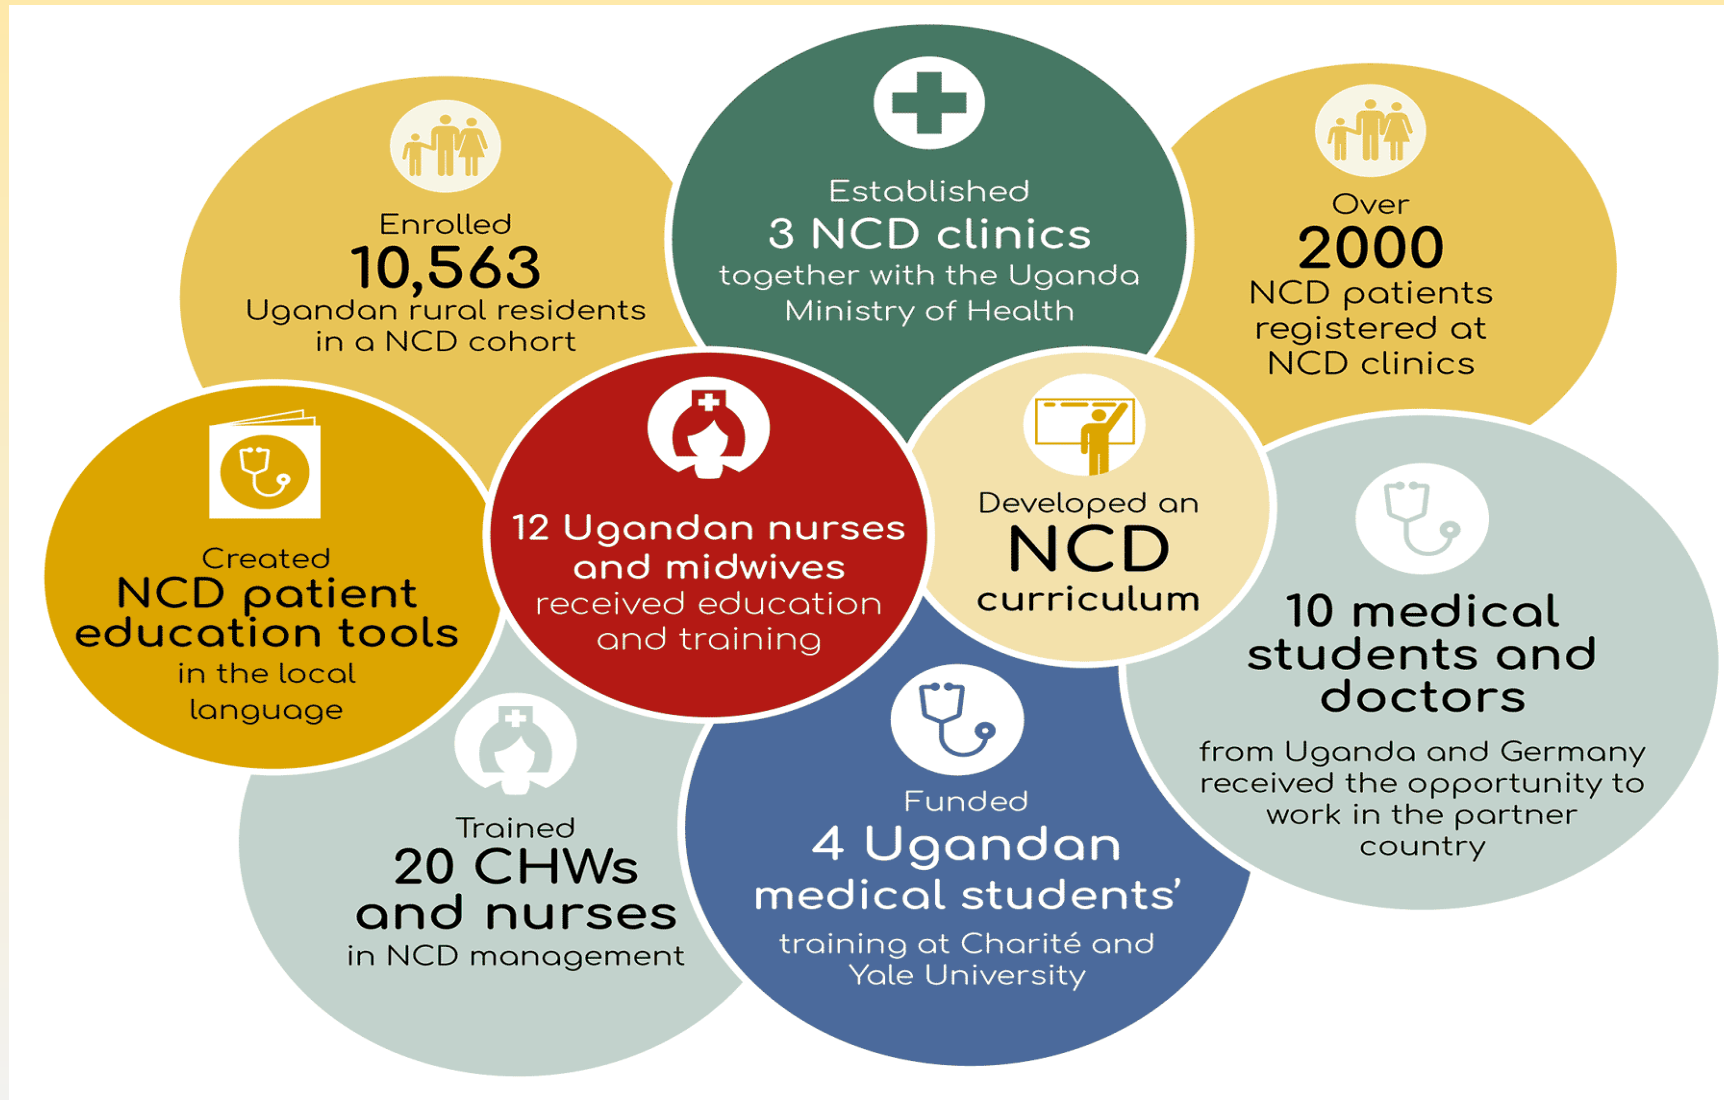 Enrolled
10,563
Ugandan rural residents
in a NCD cohort
Established
3 NCD clinics
together with the Uganda
Ministry of Health
Over
2000
NCD patients
registered at
NCD clinics
Created
NCD patient
education tools
in the local
language
12 Ugandan nurses
and midwives
received education
and training
Developed an
NCD
curriculum
10 medical
students and
doctors
from Uganda and Germany
received the opportunity to
work in the partner
country
Trained
20 CHWs
and nurses
in NCD management
Funded
4 Ugandan
medical students’
training at Charité and
Yale University